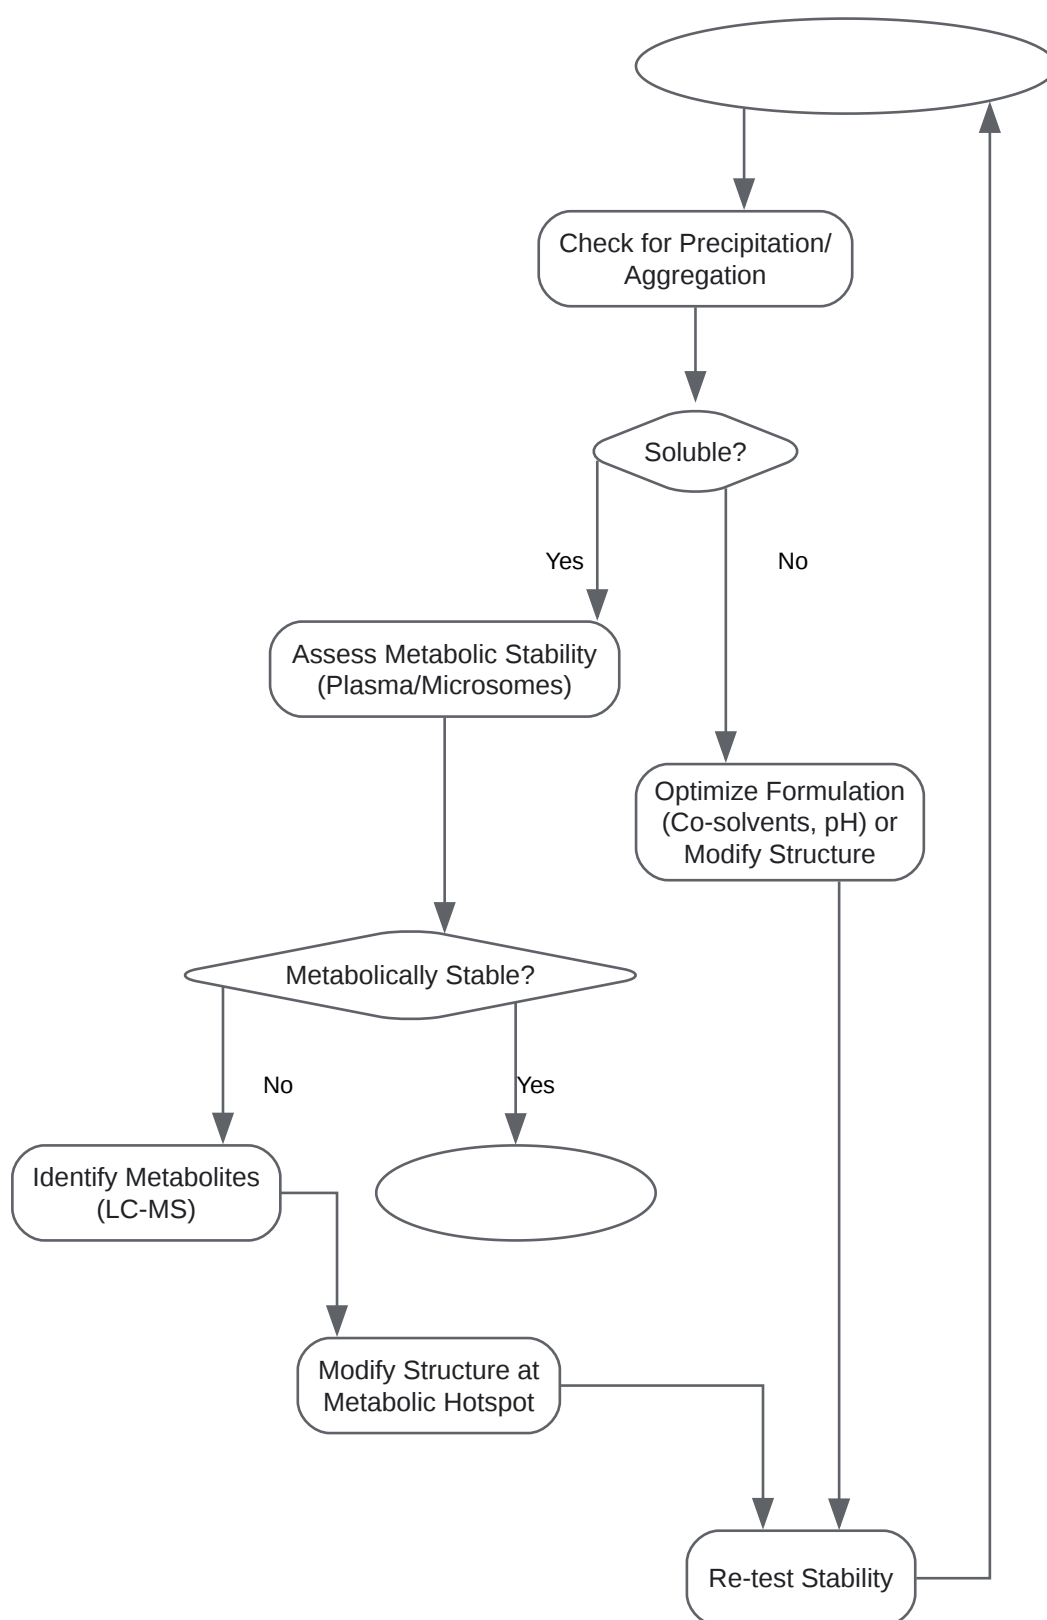 Check for Precipitation/
Aggregation
Soluble?
Yes
No
Assess Metabolic Stability
(Plasma/Microsomes)
Optimize Formulation
(Co-solvents, pH) or
Modify Structure
Metabolically Stable?
No
Yes
Identify Metabolites
(LC-MS)
Modify Structure at
Metabolic Hotspot
Re-test Stability